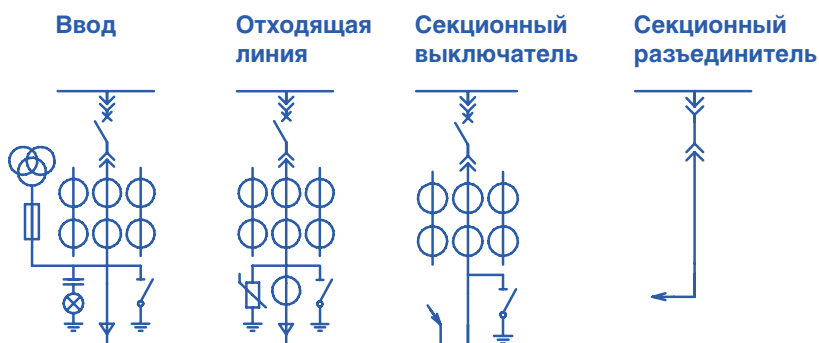 Ввод
Отходящая
линия
Секционный
выключатель
Секционный
разъединитель